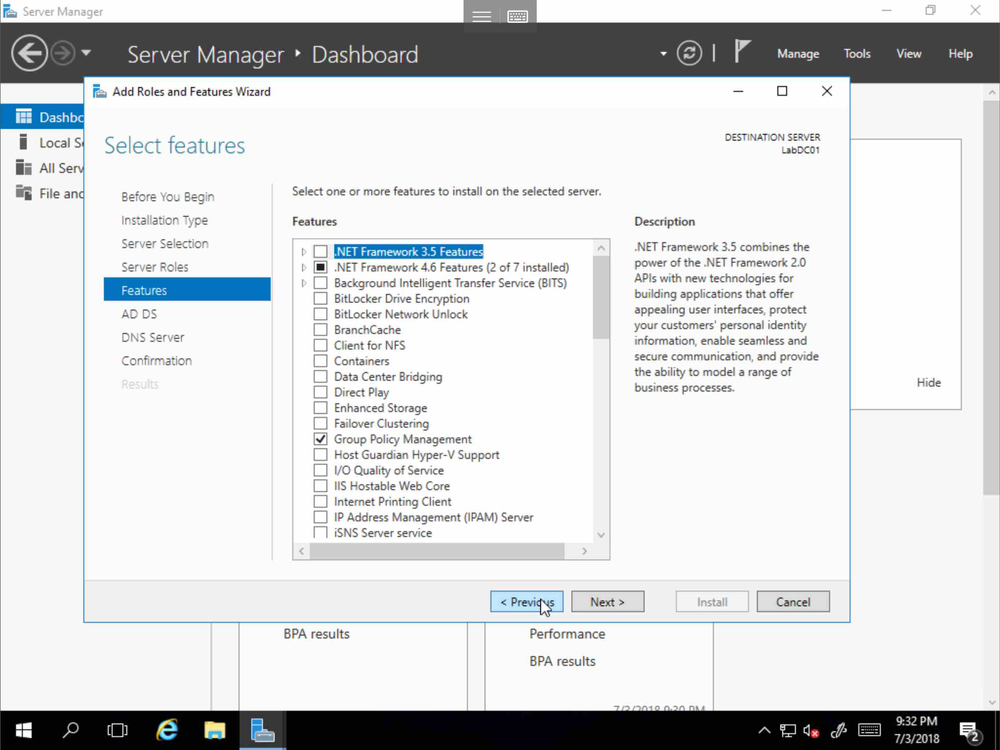 Server Manager
Server Manager ‣ Dashboard
Manage
Tools
View
Help
Add Roles and Features Wizard
Select features
DESTINATION SERVER
LabDC01
Before You Begin
Installation Type
Server Selection
Server Roles
Features
AD DS
DNS Server
Confirmation
Results
Select one or more features to install on the selected server.
Features
.NET Framework 3.5 Features
.NET Framework 4.6 Features (2 of 7 installed)
Background Intelligent Transfer Service (BITS)
BitLocker Drive Encryption
BitLocker Network Unlock
BranchCache
Client for NFS
Containers
Data Center Bridging
Direct Play
Enhanced Storage
Failover Clustering
Group Policy Management
Host Guardian Hyper-V Support
I/O Quality of Service
IIS Hostable Web Core
Internet Printing Client
IP Address Management (IPAM) Server
iSNS Server service
Description
.NET Framework 3.5 combines the
power of the .NET Framework 2.0
APIs with new technologies for
building applications that offer
appealing user interfaces, protect
your customers' personal identity
information, enable seamless and
secure communication, and provide
the ability to model a range of
business processes.
< Previous
Next >
Install
Cancel
Dashbo
Local Se
All Serv
File and
Hide
BPA results
Performance
BPA results
7/3/2018 9:30 PM
9:32 PM
7/3/2018
2